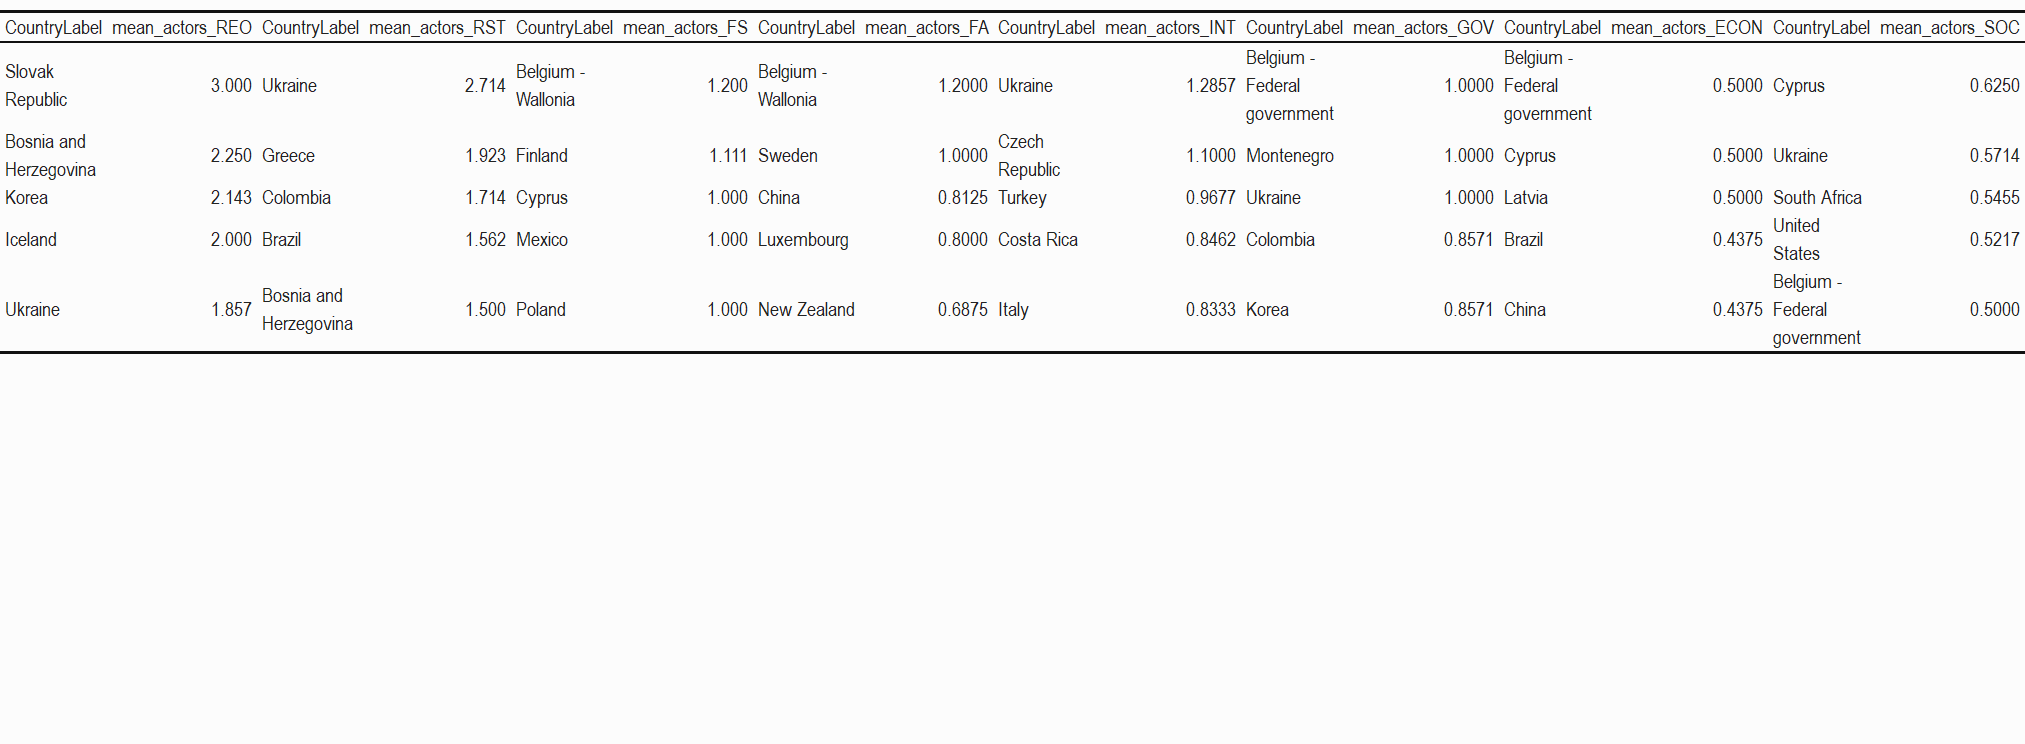 CountryLabel mean_actors_REO CountryLabel mean_actors_RST CountryLabel mean_actors_FS CountryLabel mean_actors_FA CountryLabel mean_actors_INT CountryLabel mean_actors_GOV CountryLabel mean_actors_ECON CountryLabel mean_actors_SOC
Slovak Republic 3.000 Ukraine 2.714 Belgium - Wallonia 1.200 Belgium - Wallonia 1.2000 Ukraine 1.2857 Belgium - Federal government 1.0000 Belgium - Federal government 0.5000 Cyprus 0.6250
Bosnia and Herzegovina 2.250 Greece 1.923 Finland 1.111 Sweden 1.0000 Czech Republic 1.1000 Montenegro 1.0000 Cyprus 0.5000 Ukraine 0.5714
Korea 2.143 Colombia 1.714 Cyprus 1.000 China 0.8125 Turkey 0.9677 Ukraine 1.0000 Latvia 0.5000 South Africa 0.5455
Iceland 2.000 Brazil 1.562 Mexico 1.000 Luxembourg 0.8000 Costa Rica 0.8462 Colombia 0.8571 Brazil 0.4375 United States 0.5217
Ukraine 1.857 Bosnia and Herzegovina 1.500 Poland 1.000 New Zealand 0.6875 Italy 0.8333 Korea 0.8571 China 0.4375 Belgium - Federal government 0.5000